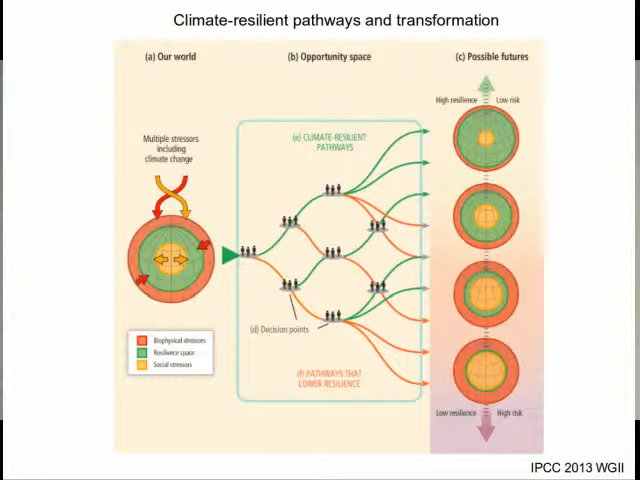 Climate-resilient pathways and transformation
(a) Our world
(b) Opportunity space
(c) Possible futures
High resilience
Low risk
Multiple stressors
including
climate change
(e) CLIMATE-RESILIENT
PATHWAYS
(d) Decision points
Biophysical stressors
Resilience space
Social stressors
(f) PATHWAYS THAT
LOWER RESILIENCE
Low resilience
High risk
IPCC 2013 WGII